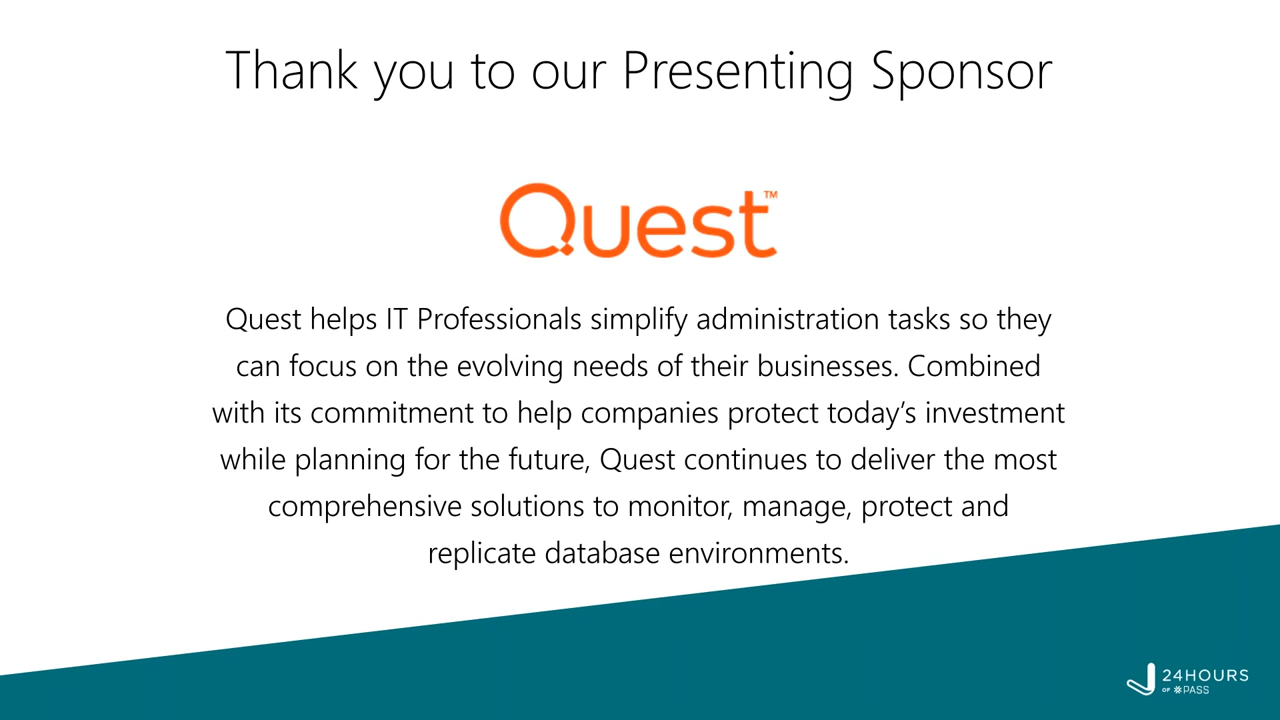 Thank you to our Presenting Sponsor
Quest™
Quest helps IT Professionals simplify administration tasks so they
can focus on the evolving needs of their businesses. Combined
with its commitment to help companies protect today’s investment
while planning for the future, Quest continues to deliver the most
comprehensive solutions to monitor, manage, protect and
replicate database environments.
24HOURS
OF PASS